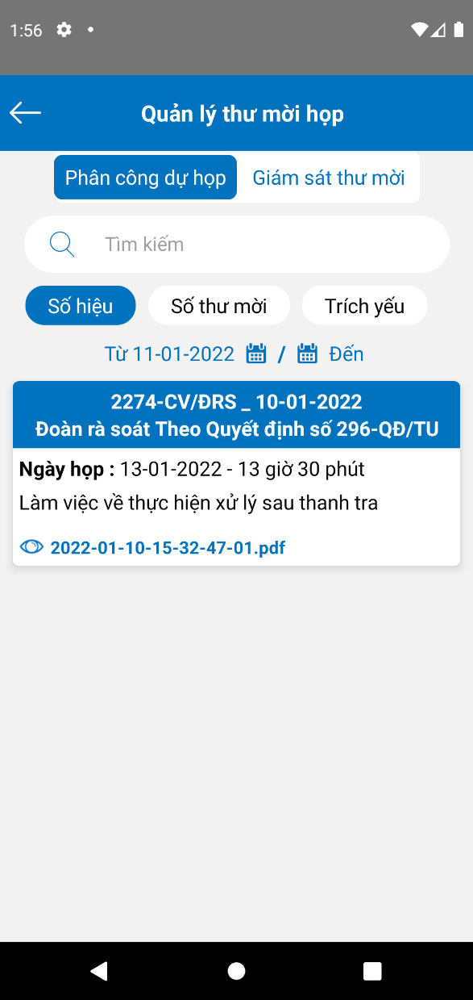 1:56
Quản lý thư mời họp
Phân công dự họp Giám sát thư mời
Tìm kiếm
Số hiệu Số thư mời Trích yếu
Từ 11-01-2022 / Đến
2274-CV/ĐRS _ 10-01-2022
Đoàn rà soát Theo Quyết định số 296-QĐ/TU
Ngày họp : 13-01-2022 - 13 giờ 30 phút
Làm việc về thực hiện xử lý sau thanh tra
2022-01-10-15-32-47-01.pdf